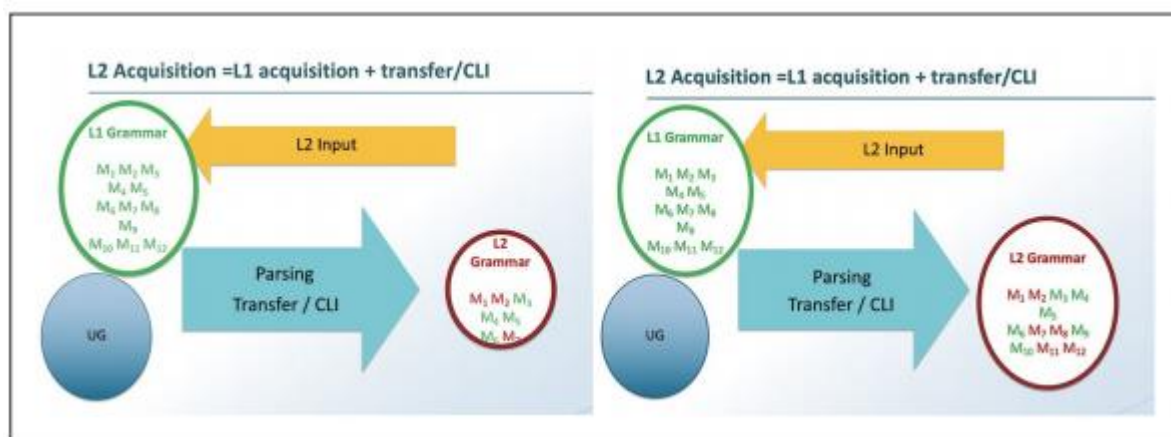 L2 Acquisition =L1 acquisition + transfer/CLI
L1 Grammar
M₁ M₂ M₃
M₄ M₅
M₆ M₇ M₈
M₉
M₁₀ M₁₁ M₁₂
L2 Input
Parsing
Transfer / CLI
UG
L2
Grammar
M₁ M₂ M₃
M₄ M₅
L2 Acquisition =L1 acquisition + transfer/CLI
L1 Grammar
M₁ M₂ M₃
M₄ M₅
M₆ M₇ M₈
M₉
M₁₀ M₁₁ M₁₂
L2 Input
Parsing
Transfer / CLI
UG
L2 Grammar
M₁ M₂ M₃ M₄
M₅
M₆ M₇ M₈ M₉
M₁₀ M₁₁ M₁₂